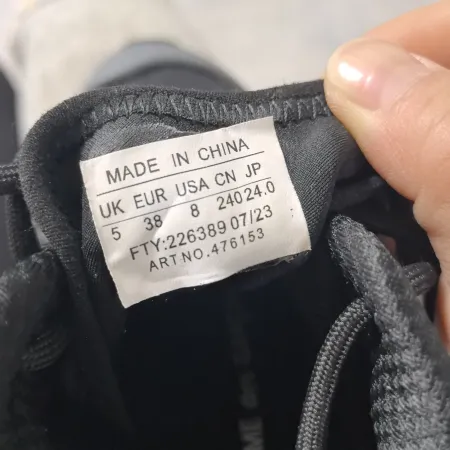 MADE IN CHINA
UK EUR USA CN JP
5 38 8 240 24.0
FTY:226389 07/23
ART NO.476153